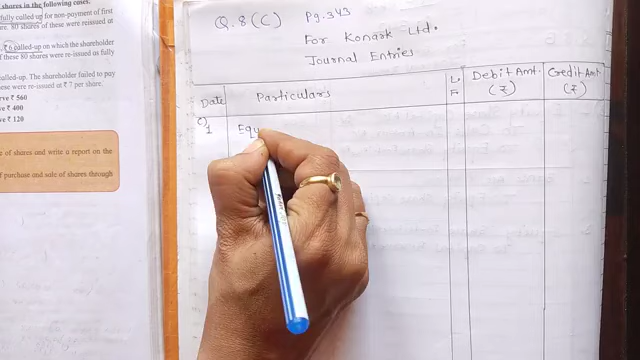 s in the following cases.
fully called up for non-payment of first
re. 80 shares of these were reissued at
₹ 6 called-up on which the shareholder
of these 80 shares were re-issued as fully
called-up. The shareholder failed to pay
these were re-issued at ₹ 7 per share.
rve ₹ 560
ve ₹ 400
e ₹ 120
e of shares and write a report on the
f purchase and sale of shares through
Q.8(C) Pg.343
For Konark Ltd.
Journal Entries
Date Particulars L.F Debit Amt. (₹) Credit Amt (₹)
c) 1 Equ